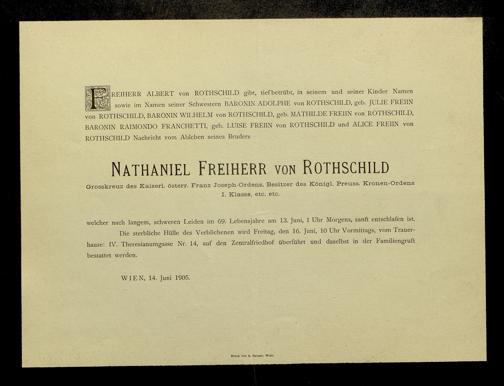 FREIHERR ALBERT von ROTHSCHILD gibt, tiefbetrübt, in seinem und seiner Kinder Namen
sowie im Namen seiner Schwestern BARONIN ADOLPHE von ROTHSCHILD, geb. JULIE FREIIN
von ROTHSCHILD, BARONIN WILHELM von ROTHSCHILD, geb. MATHILDE FREIIN von ROTHSCHILD,
BARONIN RAIMONDO FRANCHETTI, geb. LUISE FREIIN von ROTHSCHILD und ALICE FREIIN von
ROTHSCHILD Nachricht vom Ableben seines Bruders
NATHANIEL FREIHERR VON ROTHSCHILD
Grosskreuz des Kaiserl. österr. Franz Joseph-Ordens, Besitzer des Königl. Preuss. Kronen-Ordens
I. Klasse, etc. etc.
welcher nach langem, schweren Leiden im 69. Lebensjahre am 13. Juni, 1 Uhr Morgens, sanft entschlafen ist.
Die sterbliche Hülle des Verblichenen wird Freitag, den 16. Juni, 10 Uhr Vormittags, vom Trauer-
hause: IV. Theresianumgasse Nr. 14, auf den Zentralfriedhof überführt und daselbst in der Familiengruft
bestattet werden.
WIEN, 14. Juni 1905.